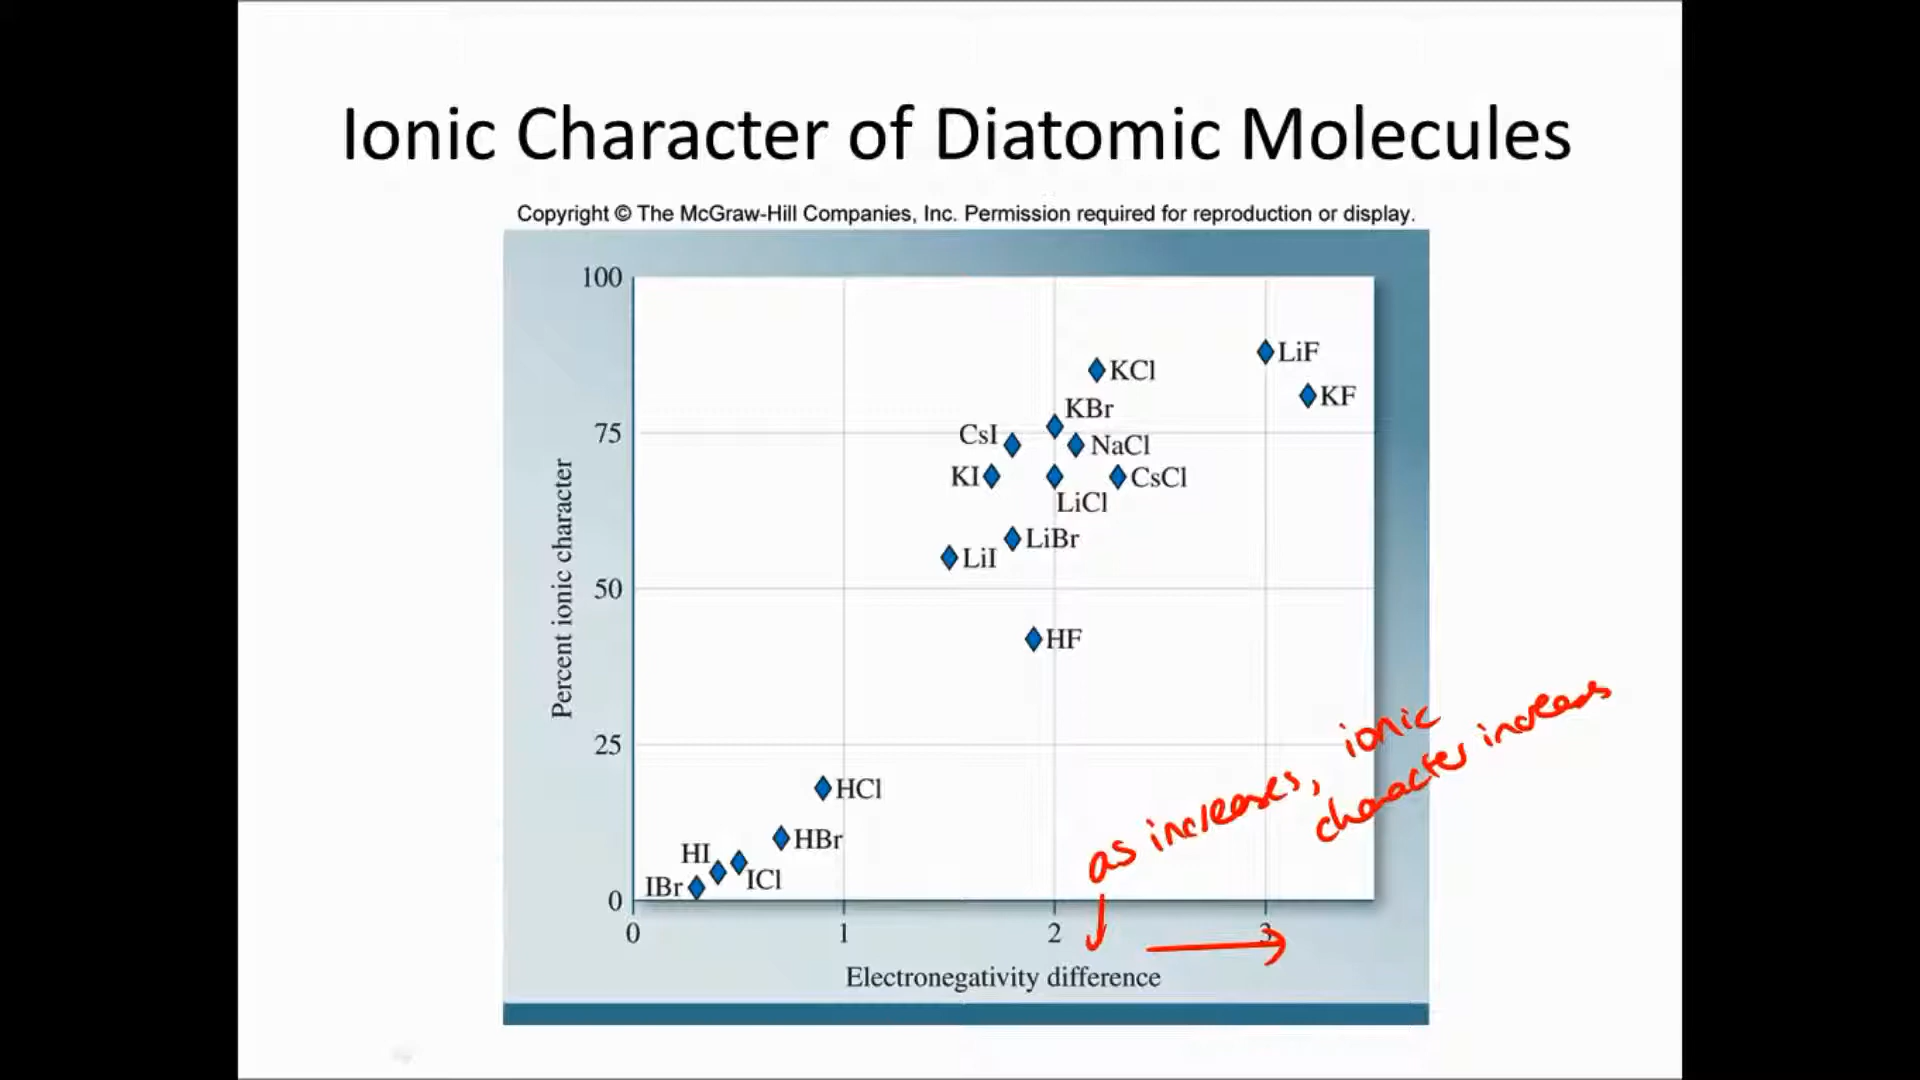 Ionic Character of Diatomic Molecules
Copyright © The McGraw-Hill Companies, Inc. Permission required for reproduction or display.
100
LiF
KCl
KF
KBr
75
CsI
NaCl
KI
CsCl
LiCl
LiBr
LiI
Percent ionic character
50
HF
25
HCl
HBr
HI
ICl
IBr
0
as increases, ionic
character increases
0 1 2 3
Electronegativity difference